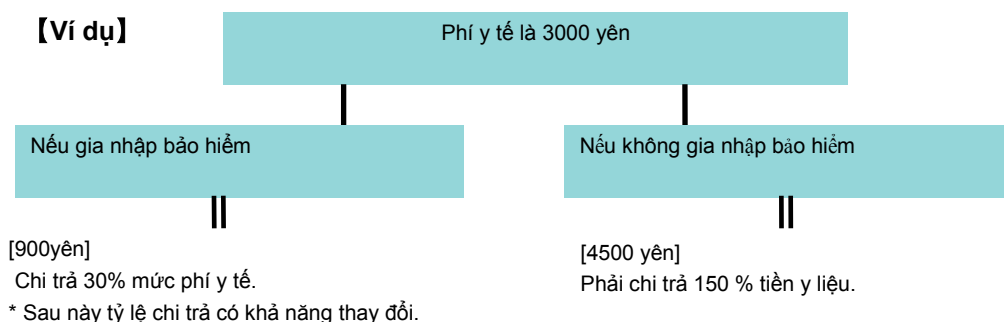 【Ví dụ】
Phí y tế là 3000 yên
Nếu gia nhập bảo hiểm
Nếu không gia nhập bảo hiểm
[900yên]
Chi trả 30% mức phí y tế.
* Sau này tỷ lệ chi trả có khả năng thay đổi.
[4500 yên]
Phải chi trả 150 % tiền y liệu.